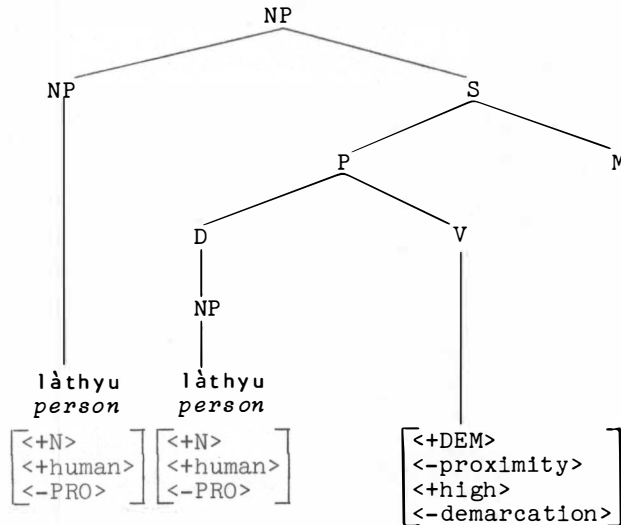 NP
NP S
P M
D V
NP
làthyu làthyu
person person
[<+N> [<+N> [<+DEM>
<+human> <+human> <-proximity>
<-PRO>] <-PRO>] <+high>
<-demarcation>]